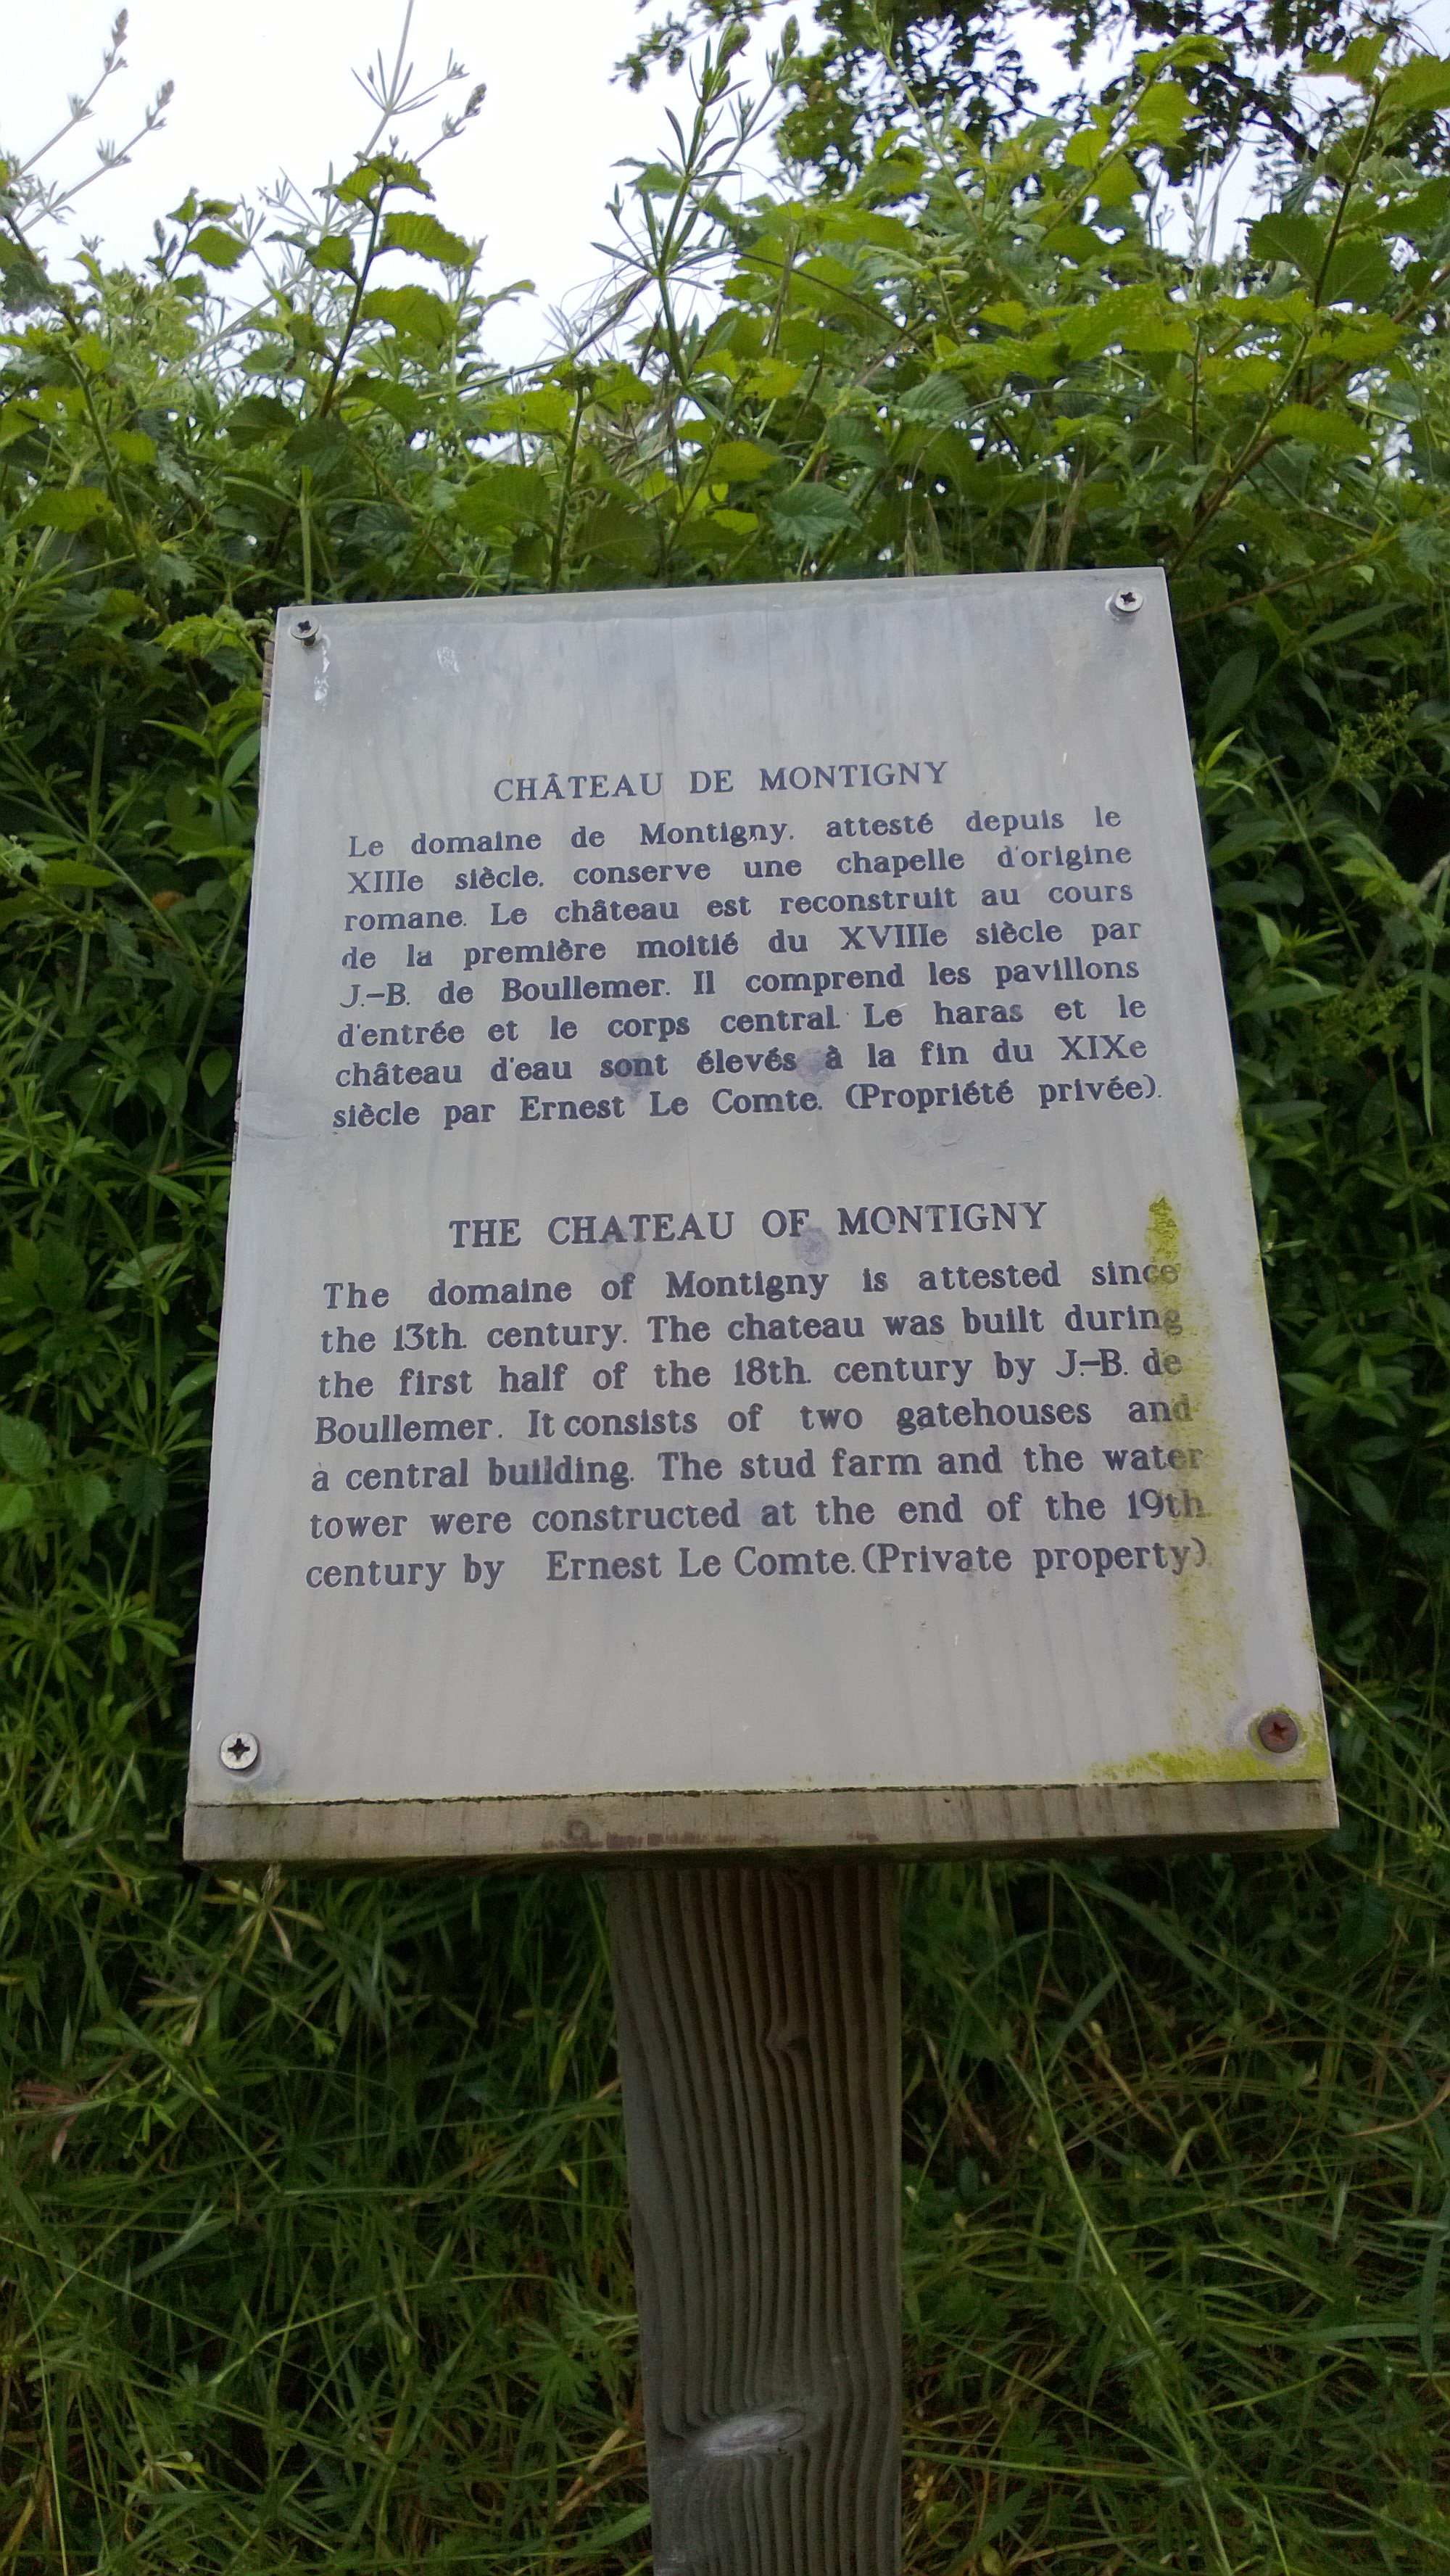 CHÂTEAU DE MONTIGNY
Le domaine de Montigny, attesté depuis le
XIIIe siècle, conserve une chapelle d'origine
romane. Le château est reconstruit au cours
de la première moitié du XVIIIe siècle par
J.-B. de Boullemer. Il comprend les pavillons
d'entrée et le corps central. Le haras et le
château d'eau sont élevés à la fin du XIXe
siècle par Ernest Le Comte. (Propriété privée).
THE CHATEAU OF MONTIGNY
The domaine of Montigny is attested since
the 13th. century. The chateau was built during
the first half of the 18th. century by J.-B. de
Boullemer. It consists of two gatehouses and
a central building. The stud farm and the water
tower were constructed at the end of the 19th.
century by Ernest Le Comte. (Private property)